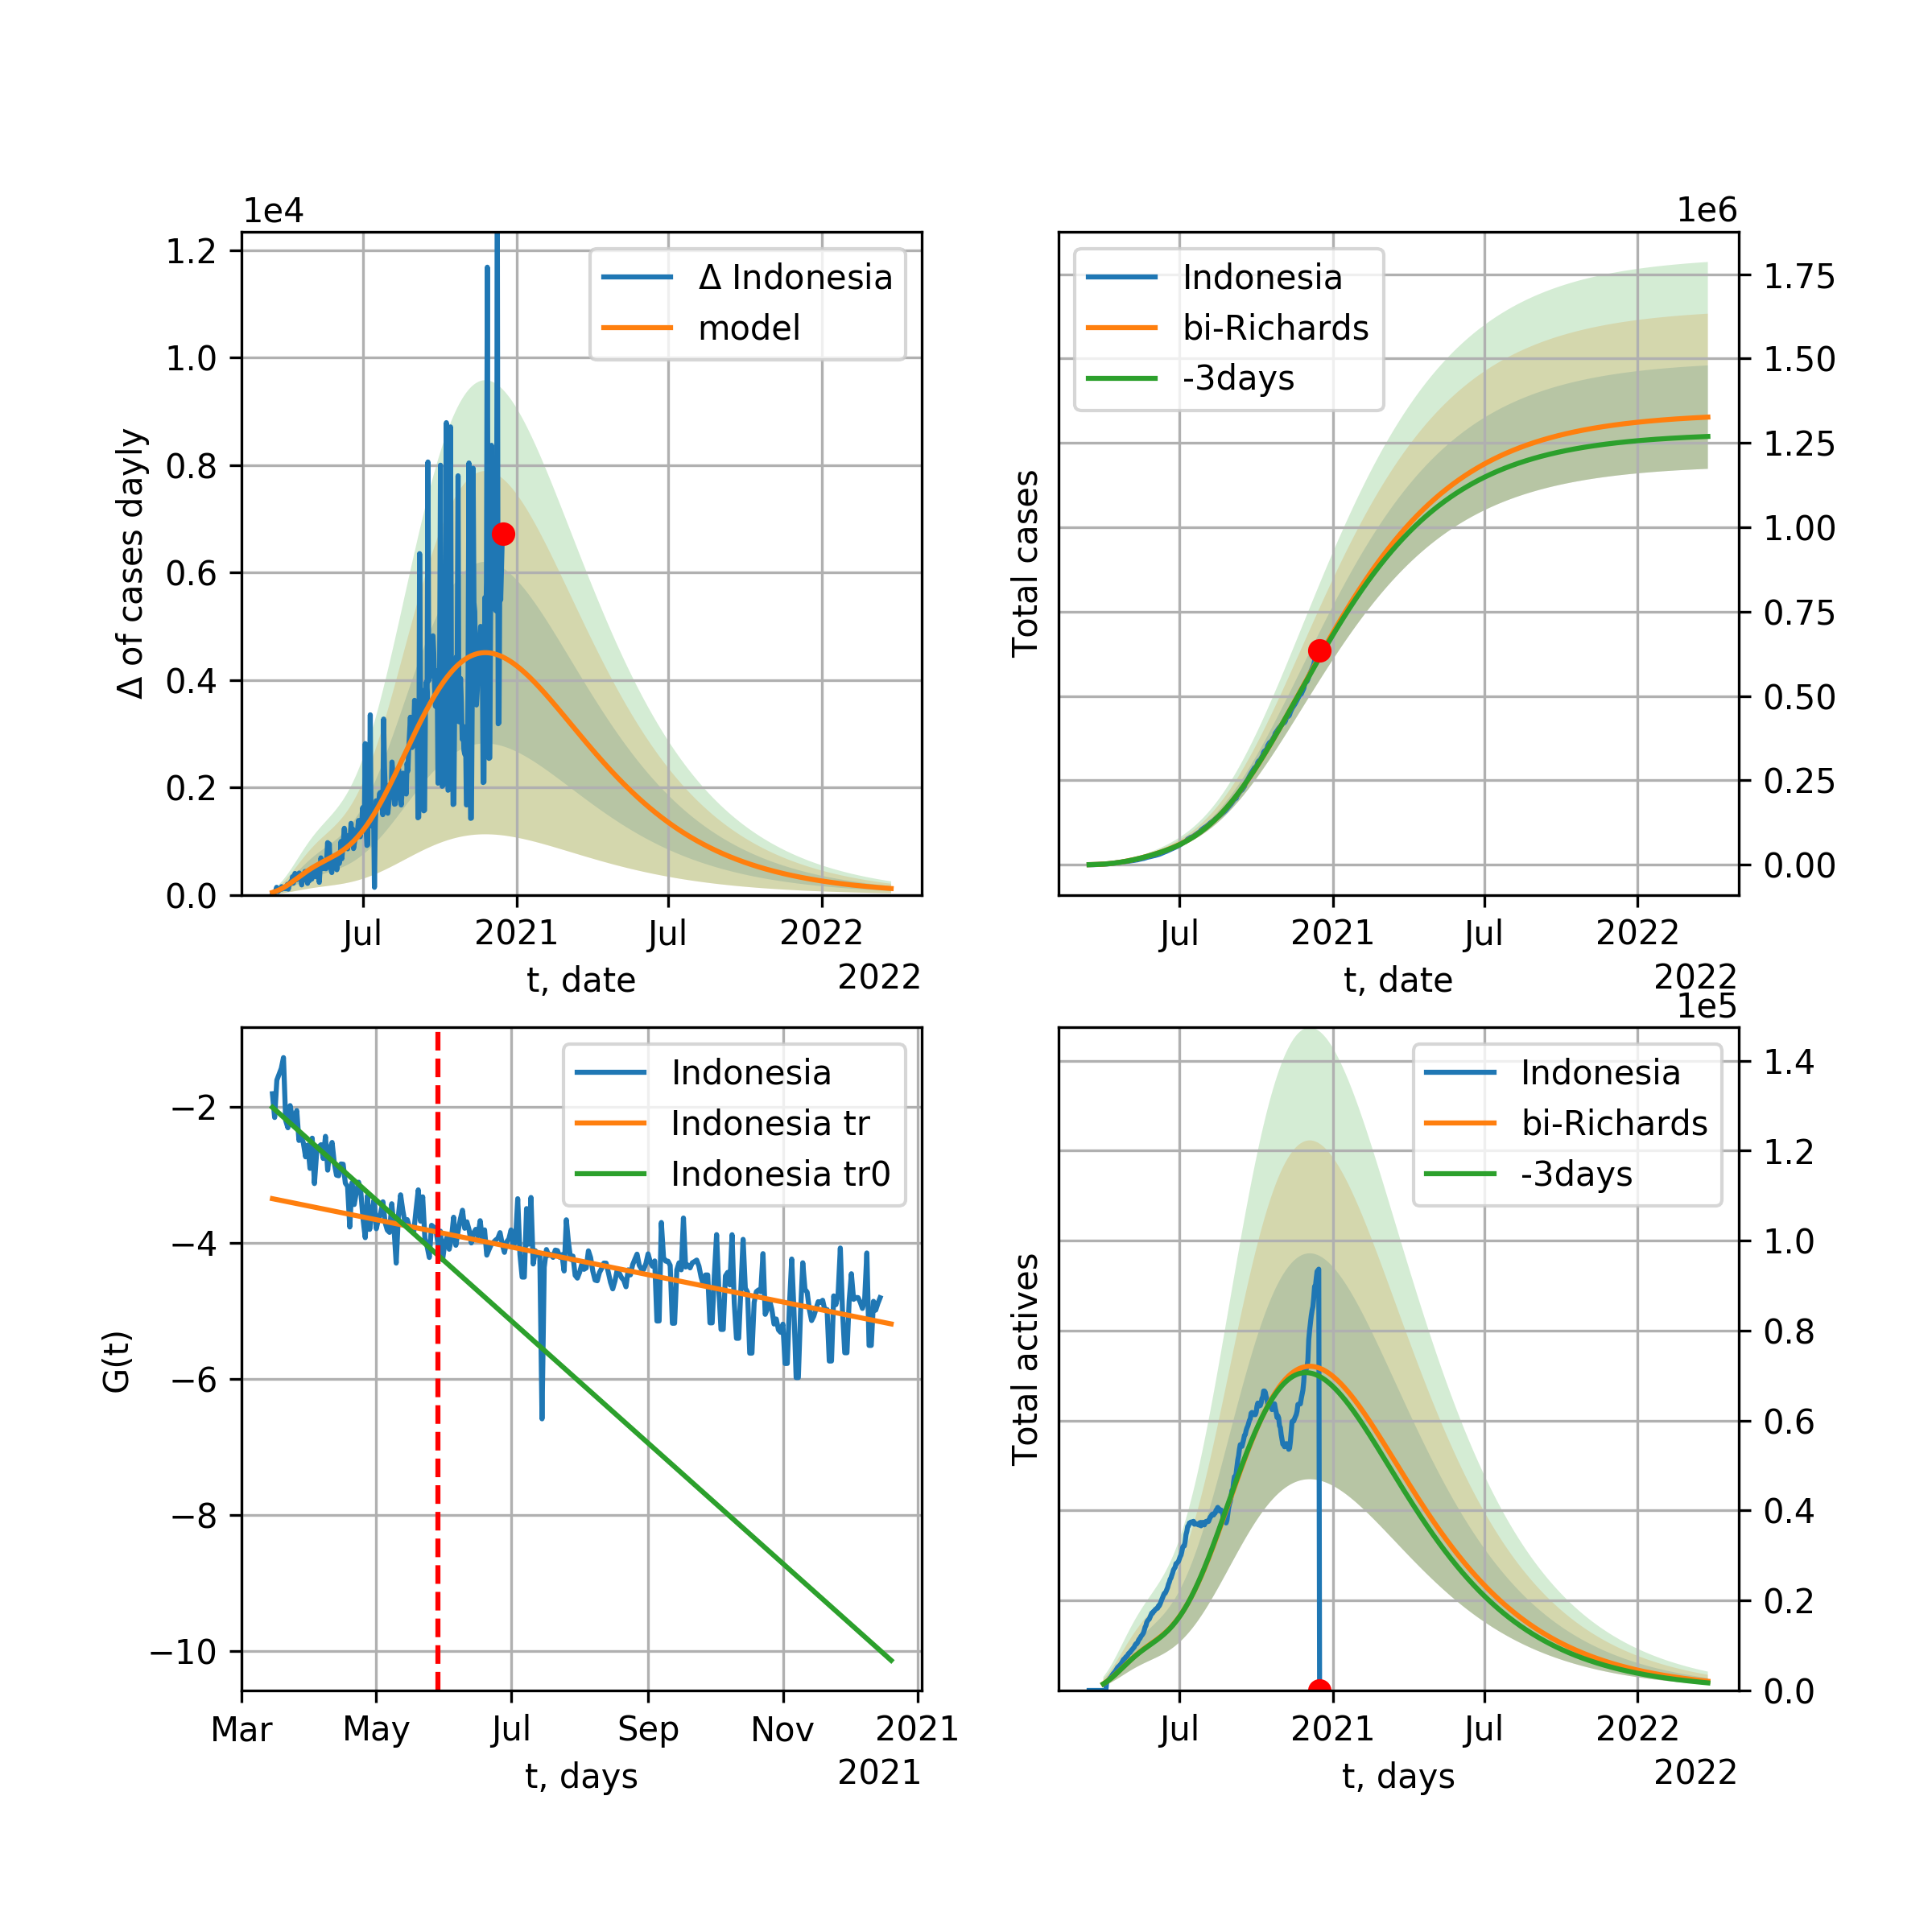 1e4
1.2
1.0
0.8
0.6
0.4
0.2
0.0
Δ of cases dayly
Δ Indonesia
model
Jul
2021
Jul
2022
t, date
2022
1e6
Indonesia
bi-Richards
-3days
Total cases
1.75
1.50
1.25
1.00
0.75
0.50
0.25
0.00
Jul
2021
Jul
2022
t, date
2022
G(t)
−2
−4
−6
−8
−10
Indonesia
Indonesia tr
Indonesia tr0
Mar
May
Jul
Sep
Nov
2021
t, days
2021
1e5
Total actives
Indonesia
bi-Richards
-3days
1.4
1.2
1.0
0.8
0.6
0.4
0.2
0.0
Jul
2021
Jul
2022
t, days
2022